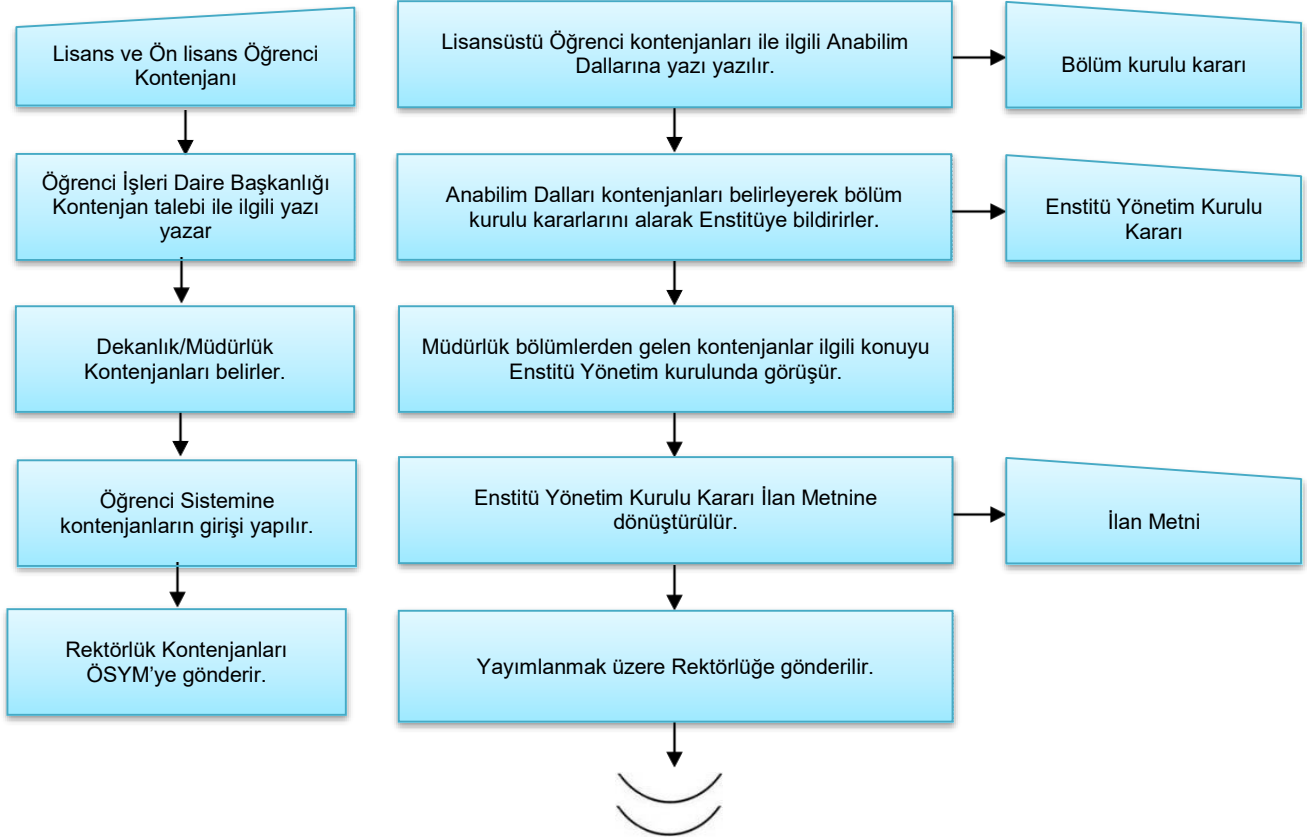 Lisans ve Ön lisans Öğrenci
Kontenjanı
Öğrenci İşleri Daire Başkanlığı
Kontenjan talebi ile ilgili yazı
yazar
Dekanlık/Müdürlük
Kontenjanları belirler.
Öğrenci Sistemine
kontenjanların girişi yapılır.
Rektörlük Kontenjanları
ÖSYM’ye gönderir.
Lisansüstü Öğrenci kontenjanları ile ilgili Anabilim
Dallarına yazı yazılır.
Bölüm kurulu kararı
Anabilim Dalları kontenjanları belirleyerek bölüm
kurulu kararlarını alarak Enstitüye bildirirler.
Enstitü Yönetim Kurulu
Kararı
Müdürlük bölümlerden gelen kontenjanlar ilgili konuyu
Enstitü Yönetim kurulunda görüşür.
Enstitü Yönetim Kurulu Kararı İlan Metnine
dönüştürülür.
İlan Metni
Yayımlanmak üzere Rektörlüğe gönderilir.